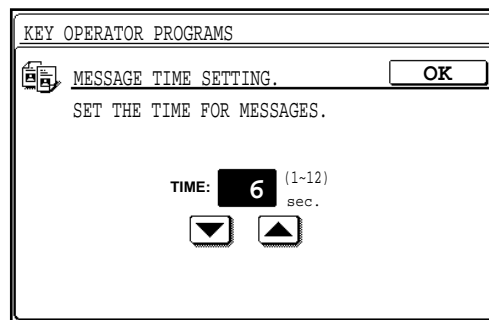 KEY OPERATOR PROGRAMS
MESSAGE TIME SETTING.
OK
SET THE TIME FOR MESSAGES.
TIME: 6 (1~12)
sec.